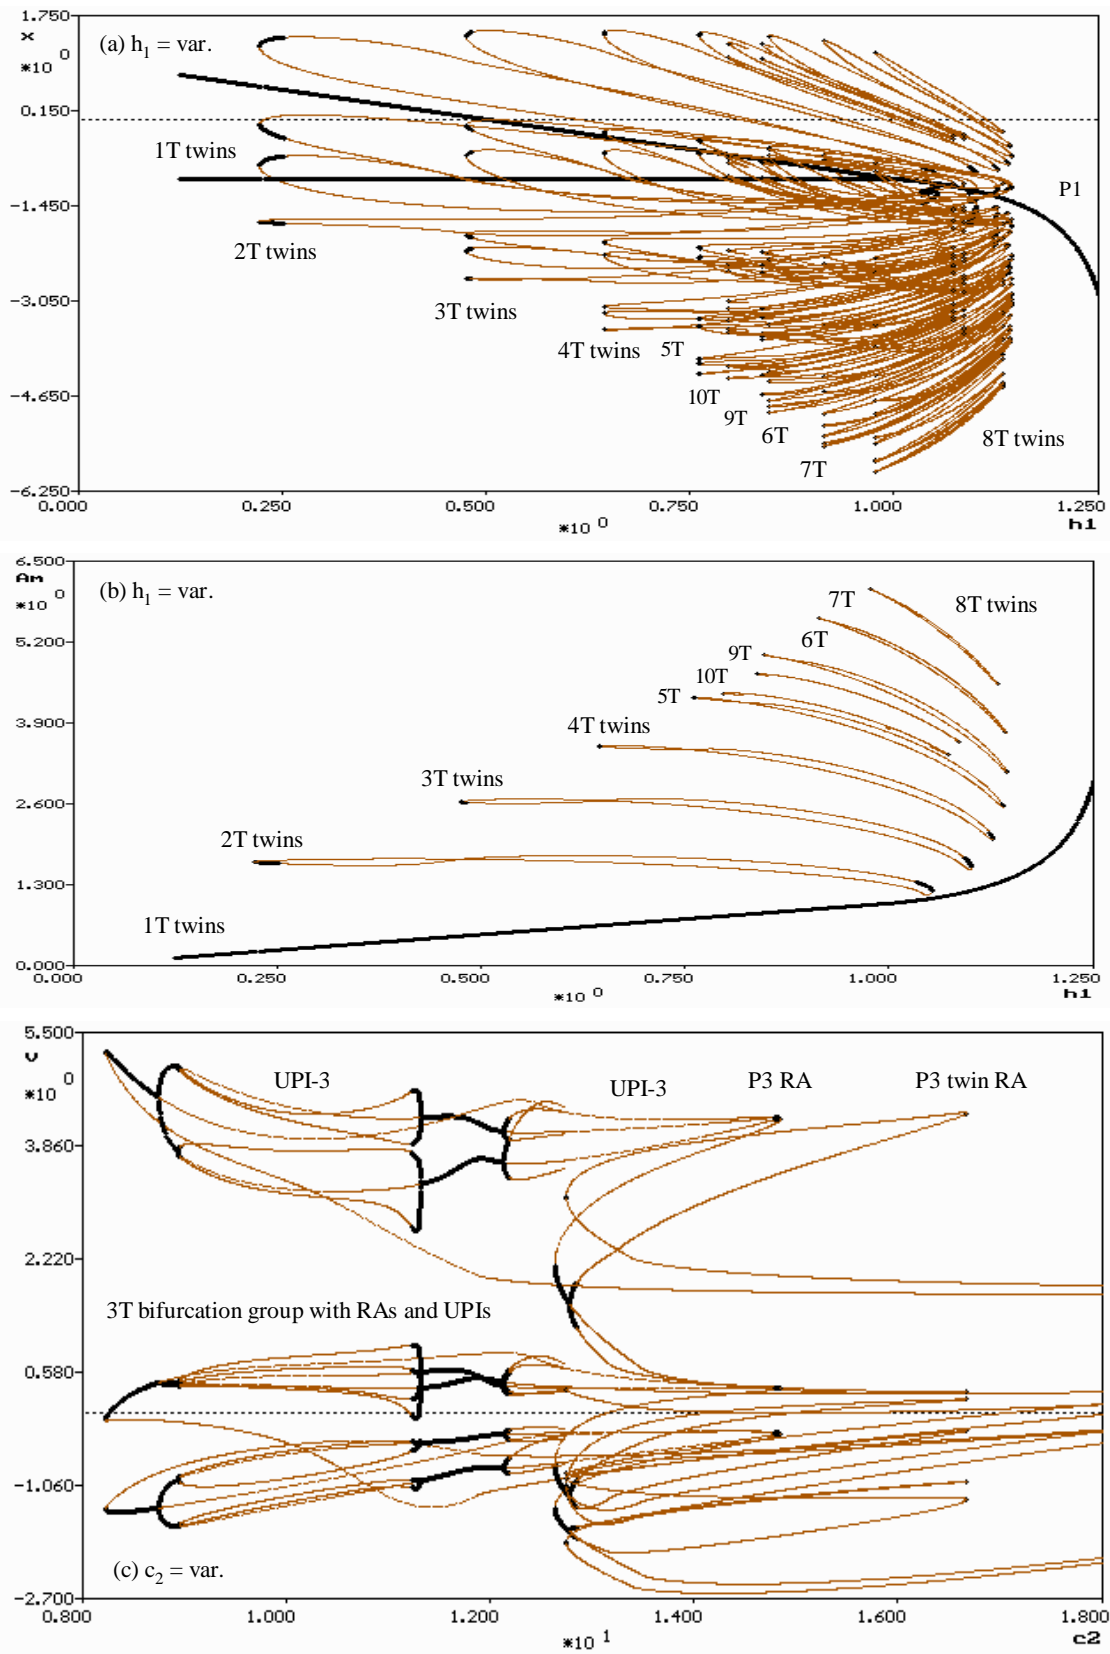 1.750
x
0
*10
(a) h1 = var.
0.150
1T twins
-1.450
P1
2T twins
-3.050
3T twins
4T twins
5T
-4.650
10T
9T
6T
7T
8T twins
-6.250
0.000
0.250
0.500
0.750
1.000
1.250
*10 0
h1
6.500
Am
0
*10
(b) h1 = var.
7T
8T twins
5.200
6T
9T
10T
5T
3.900
4T twins
3T twins
2.600
2T twins
1.300
1T twins
0.000
0.000
0.250
0.500
0.750
1.000
1.250
*10 0
h1
5.500
v
0
*10
UPI-3
UPI-3
P3 RA
P3 twin RA
3.860
2.220
3T bifurcation group with RAs and UPIs
0.580
-1.060
(c) c2 = var.
-2.700
0.800
1.000
1.200
1.400
1.600
1.800
*10 1
c2